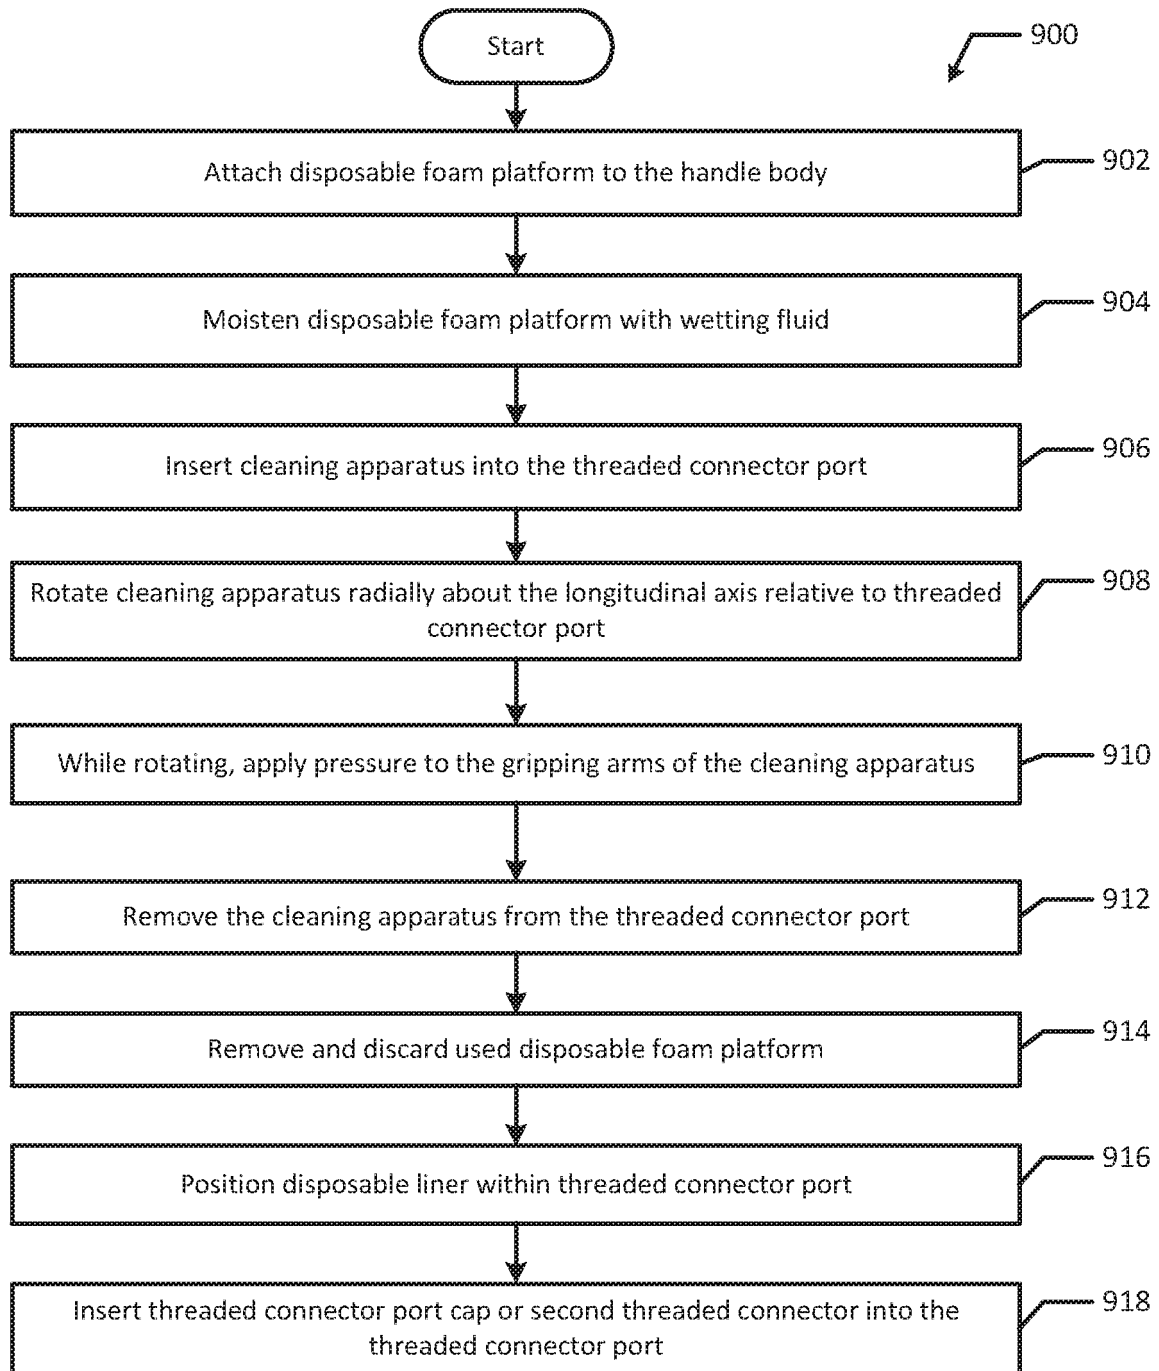 Start
900
Attach disposable foam platform to the handle body
902
Moisten disposable foam platform with wetting fluid
904
Insert cleaning apparatus into the threaded connector port
906
Rotate cleaning apparatus radially about the longitudinal axis relative to threaded
connector port
908
While rotating, apply pressure to the gripping arms of the cleaning apparatus
910
Remove the cleaning apparatus from the threaded connector port
912
Remove and discard used disposable foam platform
914
Position disposable liner within threaded connector port
916
Insert threaded connector port cap or second threaded connector into the
threaded connector port
918